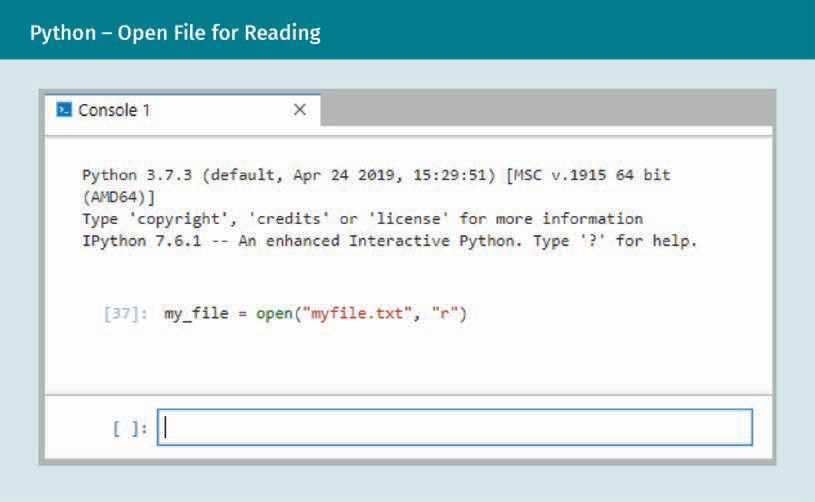 Python – Open File for Reading
Console 1
Python 3.7.3 (default, Apr 24 2019, 15:29:51) [MSC v.1915 64 bit
(AMD64)]
Type 'copyright', 'credits' or 'license' for more information
IPython 7.6.1 -- An enhanced Interactive Python. Type '?' for help.
[37]: my_file = open("myfile.txt", "r")
[ ]: